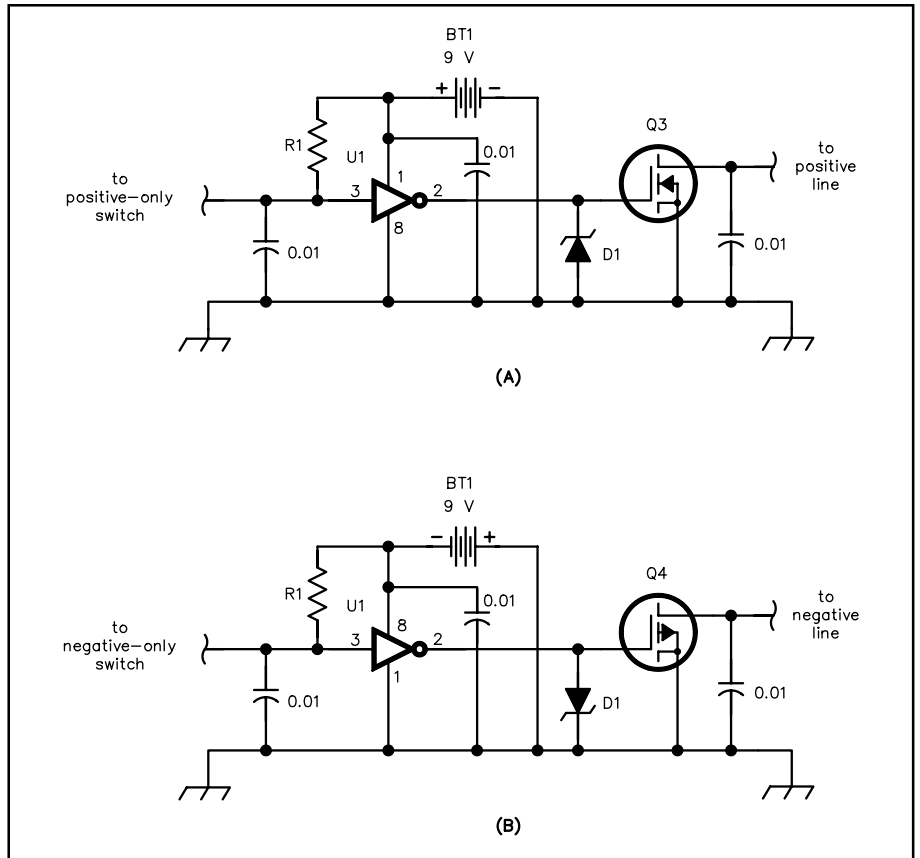 BT1
9 V
+ −
Q3
R1
U1
0.01
1
to
positive
line
to
positive−only
switch
3
2
8
0.01
D1
0.01
(A)
BT1
9 V
− +
Q4
R1
U1
0.01
8
to
negative
line
to
negative−only
switch
3
2
1
0.01
D1
0.01
(B)